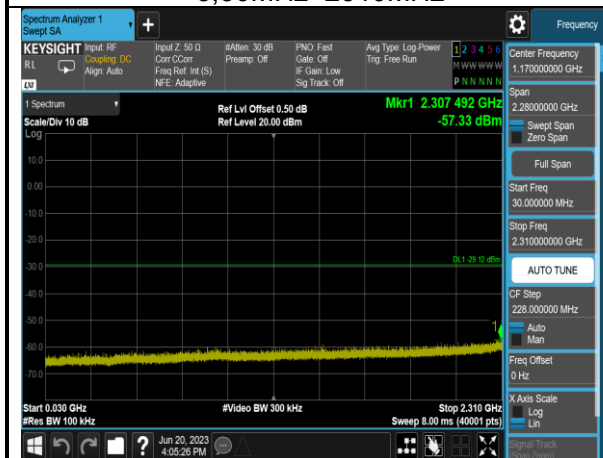 Spectrum Analyzer 1
Swept SA
Frequency
KEYSIGHT
RL
Input: RF
Coupling: DC
Align: Auto
Input Z: 50 Ω
Corr CCorr
Freq Ref: Int (S)
NFE: Adaptive
#Atten: 30 dB
Preamp: Off
PNO: Fast
Gate: Off
IF Gain: Low
Sig Track: Off
Avg Type: Log-Power
Trig: Free Run
1 2 3 4 5 6
M W W W W W
P N N N N N
1 Spectrum
Scale/Div 10 dB
Log
Ref Lvl Offset 0.50 dB
Ref Level 20.00 dBm
Mkr1 2.307 492 GHz
-57.33 dBm
10.0
0.00
-10.0
-20.0
-30.0
-40.0
-50.0
-60.0
-70.0
DL1 -29.12 dBm
1
Start 0.030 GHz
#Res BW 100 kHz
#Video BW 300 kHz
Stop 2.310 GHz
Sweep 8.00 ms (40001 pts)
Jun 20, 2023
4:05:26 PM
Center Frequency
1.170000000 GHz
Span
2.28000000 GHz
Swept Span
Zero Span
Full Span
Start Freq
30.000000 MHz
Stop Freq
2.310000000 GHz
AUTO TUNE
CF Step
228.000000 MHz
Auto
Man
Freq Offset
0 Hz
X Axis Scale
Log
Lin
Signal Track